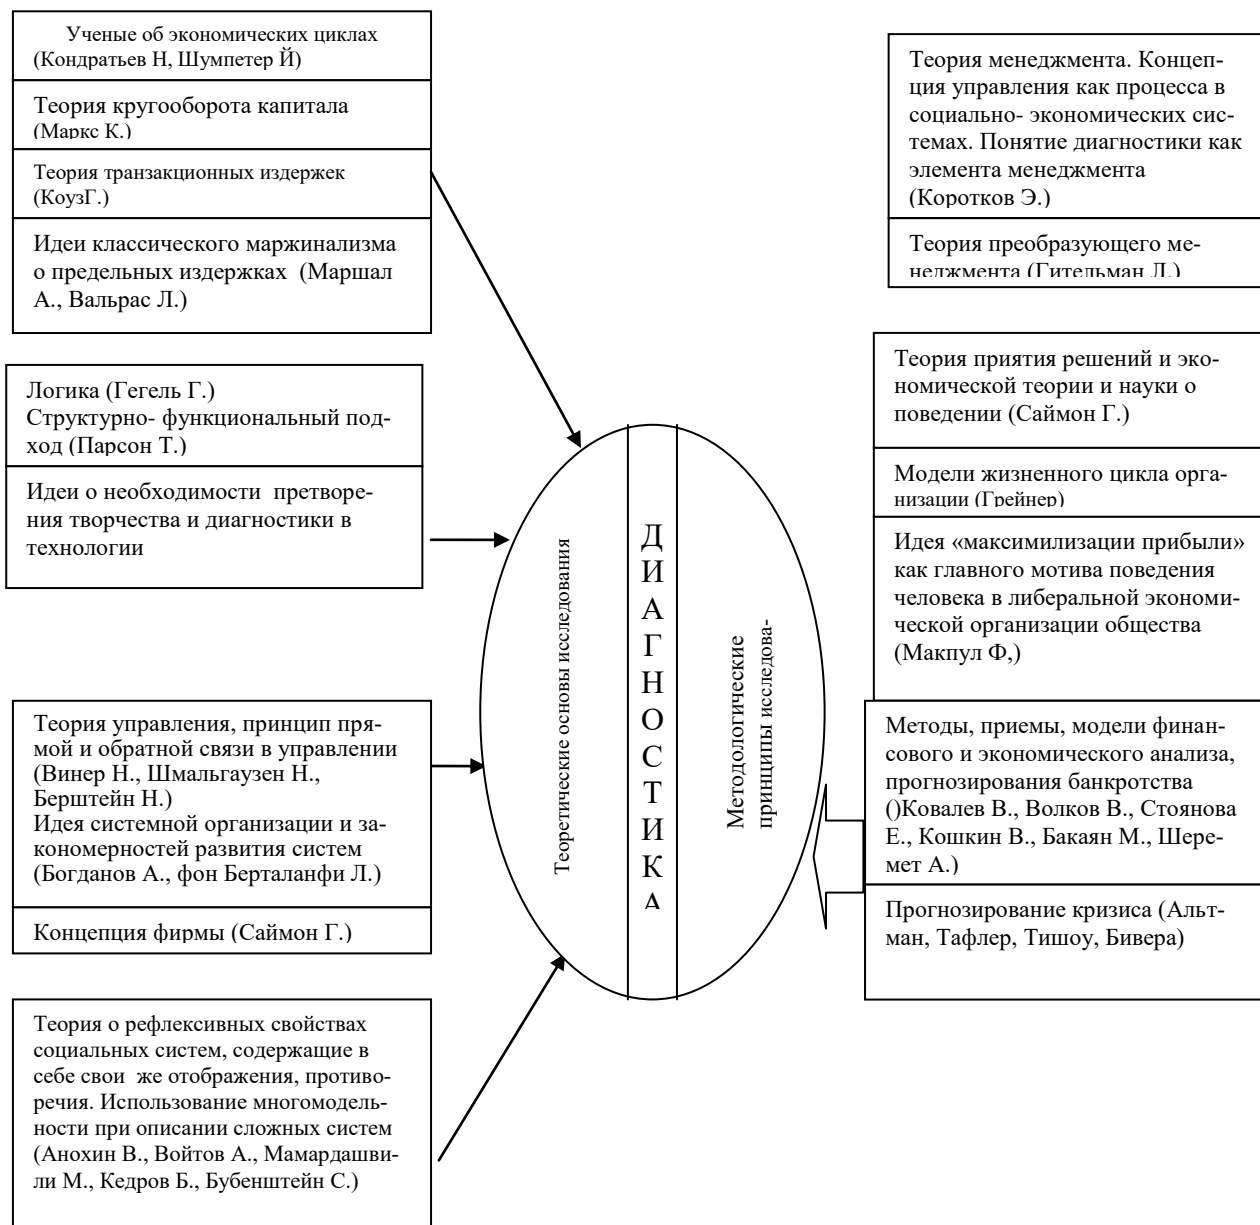 Ученые об экономических циклах
(Кондратьев Н, Шумпетер Й)
Теория кругооборота капитала
(Маркс К.)
Теория транзакционных издержек
(КоузГ.)
Идеи классического маржинализма
о предельных издержках (Маршал
А., Вальрас Л.)
Логика (Гегель Г.)
Структурно- функциональный под-
ход (Парсон Т.)
Идеи о необходимости претворе-
ния творчества и диагностики в
технологии
Теория управления, принцип пря-
мой и обратной связи в управлении
(Винер Н., Шмальгаузен Н.,
Берштейн Н.)
Идея системной организации и за-
кономерностей развития систем
(Богданов А., фон Берталанфи Л.)
Концепция фирмы (Саймон Г.)
Теория о рефлексивных свойствах
социальных систем, содержащие в
себе свои же отображения, противо-
речия. Использование многомодель-
ности при описании сложных систем
(Анохин В., Войтов А., Мамардашви-
ли М., Кедров Б., Бубенштейн С.)
Теоретические основы исследования
ДИАГНОСТИКА
Методологические
принципы исследова-
Теория менеджмента. Концеп-
ция управления как процесса в
социально- экономических сис-
темах. Понятие диагностики как
элемента менеджмента
(Коротков Э.)
Теория преобразующего ме-
неджмента (Гительман Л.)
Теория приятия решений и эко-
номической теории и науки о
поведении (Саймон Г.)
Модели жизненного цикла орга-
низации (Грейнер)
Идея «максимилизации прибыли»
как главного мотива поведения
человека в либеральной экономи-
ческой организации общества
(Макпул Ф,)
Методы, приемы, модели финан-
сового и экономического анализа,
прогнозирования банкротства
()Ковалев В., Волков В., Стоянова
Е., Кошкин В., Бакаян М., Шере-
мет А.)
Прогнозирование кризиса (Альт-
ман, Тафлер, Тишоу, Бивера)